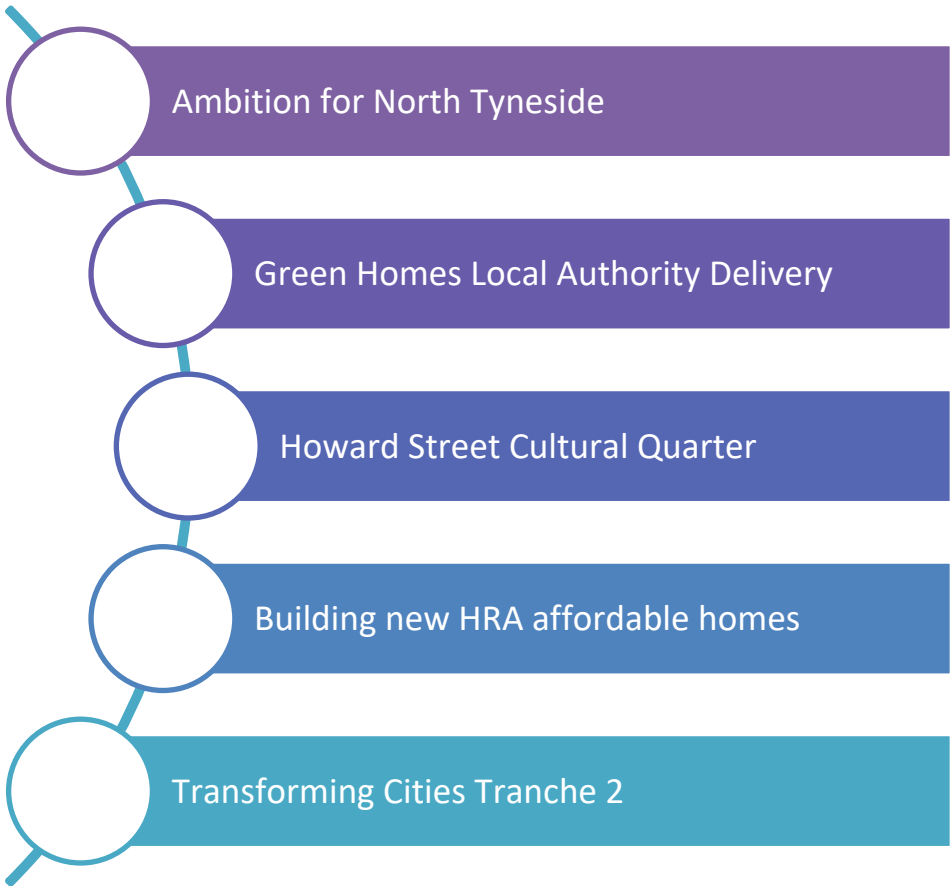 Ambition for North Tyneside
Green Homes Local Authority Delivery
Howard Street Cultural Quarter
Building new HRA affordable homes
Transforming Cities Tranche 2